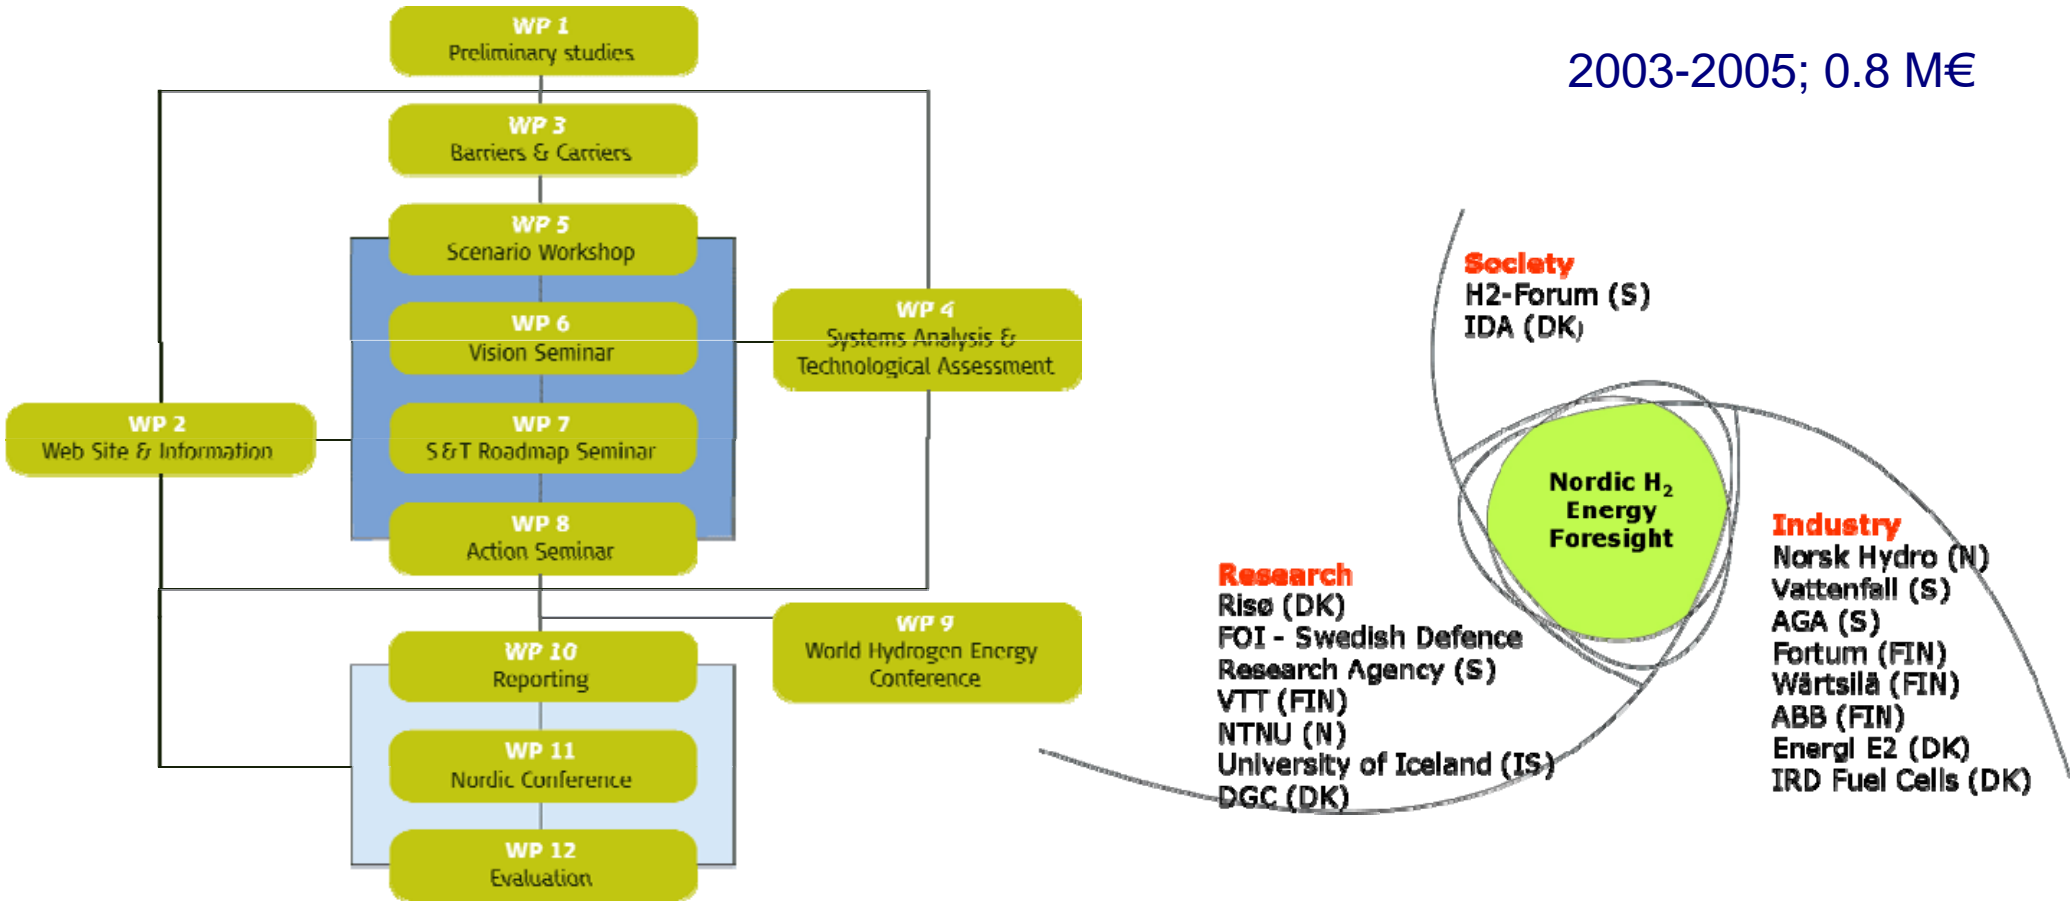 WP 1
Preliminary studies
2003-2005; 0.8 M€
WP 3
Barriers & Carriers
WP 5
Scenario Workshop
WP 6
Vision Seminar
WP 4
Systems Analysis &
Technological Assessment
WP 2
Web Site & Information
WP 7
S&T Roadmap Seminar
WP 8
Action Seminar
WP 9
World Hydrogen Energy
Conference
WP 10
Reporting
WP 11
Nordic Conference
WP 12
Evaluation
Society
H2-Forum (S)
IDA (DK)
Nordic H₂
Energy
Foresight
Research
Risø (DK)
FOI - Swedish Defence
Research Agency (S)
VTT (FIN)
NTNU (N)
University of Iceland (IS)
DGC (DK)
Industry
Norsk Hydro (N)
Vattenfall (S)
AGA (S)
Fortum (FIN)
Wärtsilä (FIN)
ABB (FIN)
Energi E2 (DK)
IRD Fuel Cells (DK)